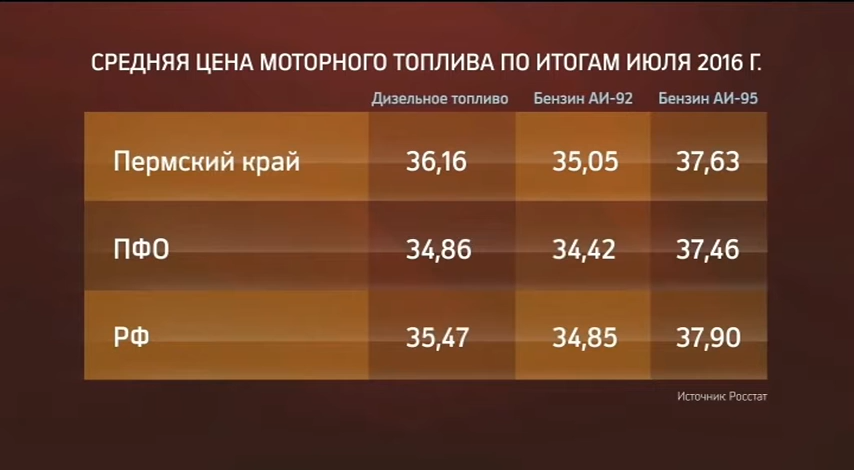 СРЕДНЯЯ ЦЕНА МОТОРНОГО ТОПЛИВА ПО ИТОГАМ ИЮЛЯ 2016 Г.
Дизельное топливо Бензин АИ-92 Бензин АИ-95
Пермский край 36,16 35,05 37,63
ПФО 34,86 34,42 37,46
РФ 35,47 34,85 37,90
Источник Росстат